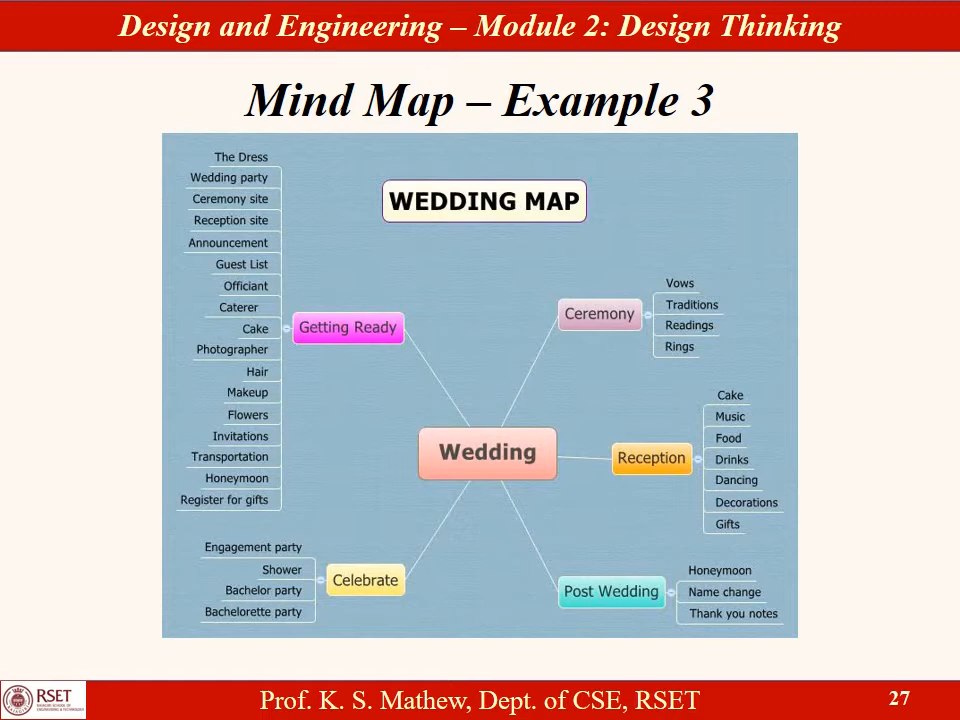 Design and Engineering – Module 2: Design Thinking
Mind Map – Example 3
WEDDING MAP
The Dress
Wedding party
Ceremony site
Reception site
Announcement
Guest List
Officiant
Caterer
Cake
Photographer
Hair
Makeup
Flowers
Invitations
Transportation
Honeymoon
Register for gifts
Getting Ready
Ceremony
Vows
Traditions
Readings
Rings
Wedding
Reception
Cake
Music
Food
Drinks
Dancing
Decorations
Gifts
Engagement party
Shower
Bachelor party
Bachelorette party
Celebrate
Post Wedding
Honeymoon
Name change
Thank you notes
RSET
Prof. K. S. Mathew, Dept. of CSE, RSET
27